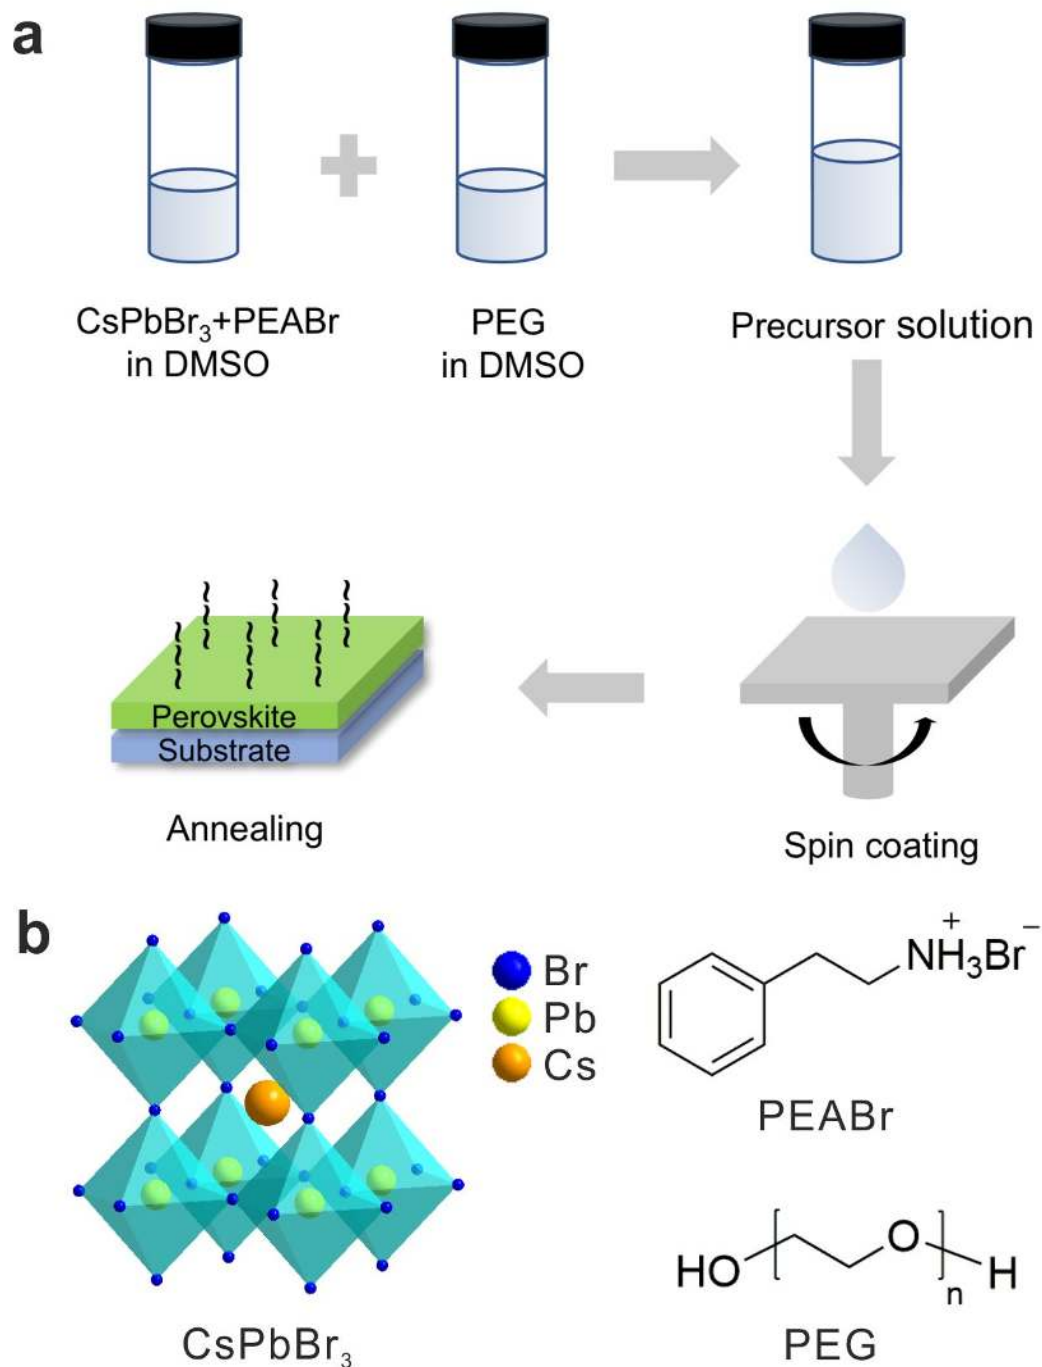 a
CsPbBr₃+PEABr
in DMSO
PEG
in DMSO
Precursor solution
Perovskite
Substrate
Annealing
Spin coating
b
Br
Pb
Cs
CsPbBr₃
NH₃Br
+
−
PEABr
HO
O
n
H
PEG